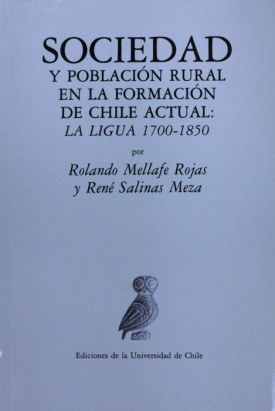 SOCIEDAD
Y POBLACIÓN RURAL
EN LA FORMACIÓN
DE CHILE ACTUAL:
LA LIGUA 1700-1850
por
Rolando Mellafe Rojas
y René Salinas Meza
Ediciones de la Universidad de Chile